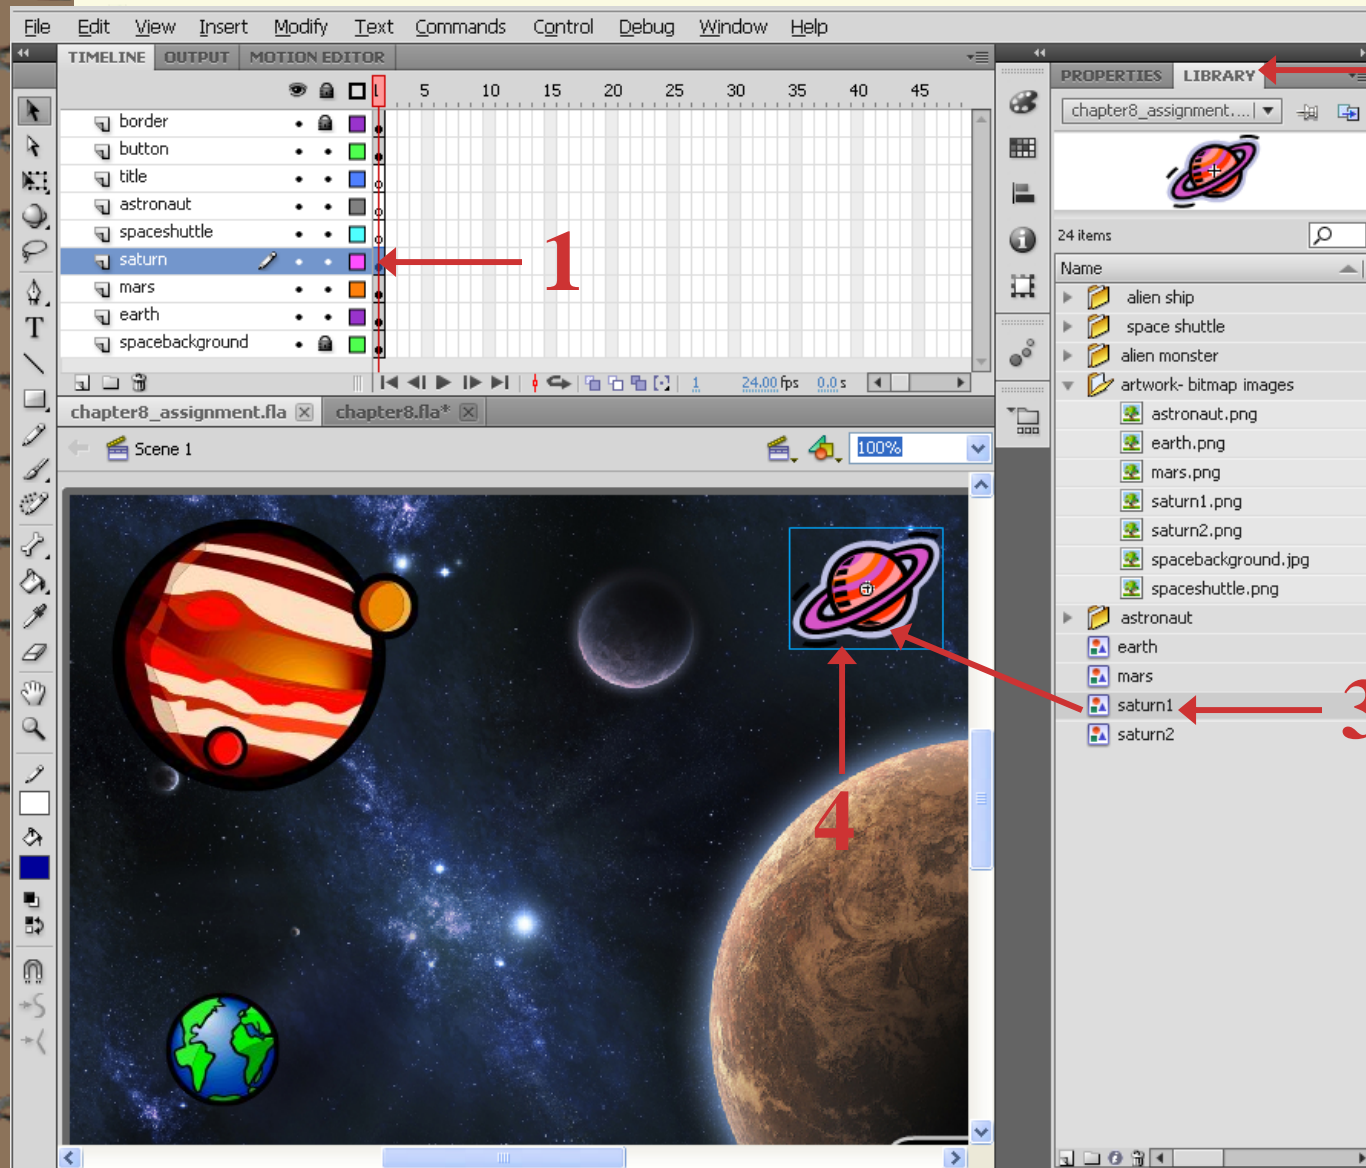 File Edit View Insert Modify Text Commands Control Debug Window Help
TIMELINE OUTPUT MOTION EDITOR
PROPERTIES LIBRARY
1 5 10 15 20 25 30 35 40 45
chapter8_assignment....
border
button
title
astronaut
spaceshuttle
saturn
1
mars
earth
spacebackground
1 24.00 fps 0.0 s
24 items
Name
alien ship
space shuttle
alien monster
artwork- bitmap images
astronaut.png
earth.png
mars.png
saturn1.png
saturn2.png
spacebackground.jpg
spaceshuttle.png
astronaut
earth
mars
saturn1
3
saturn2
chapter8_assignment.fla chapter8.fla*
Scene 1
100%
4
T